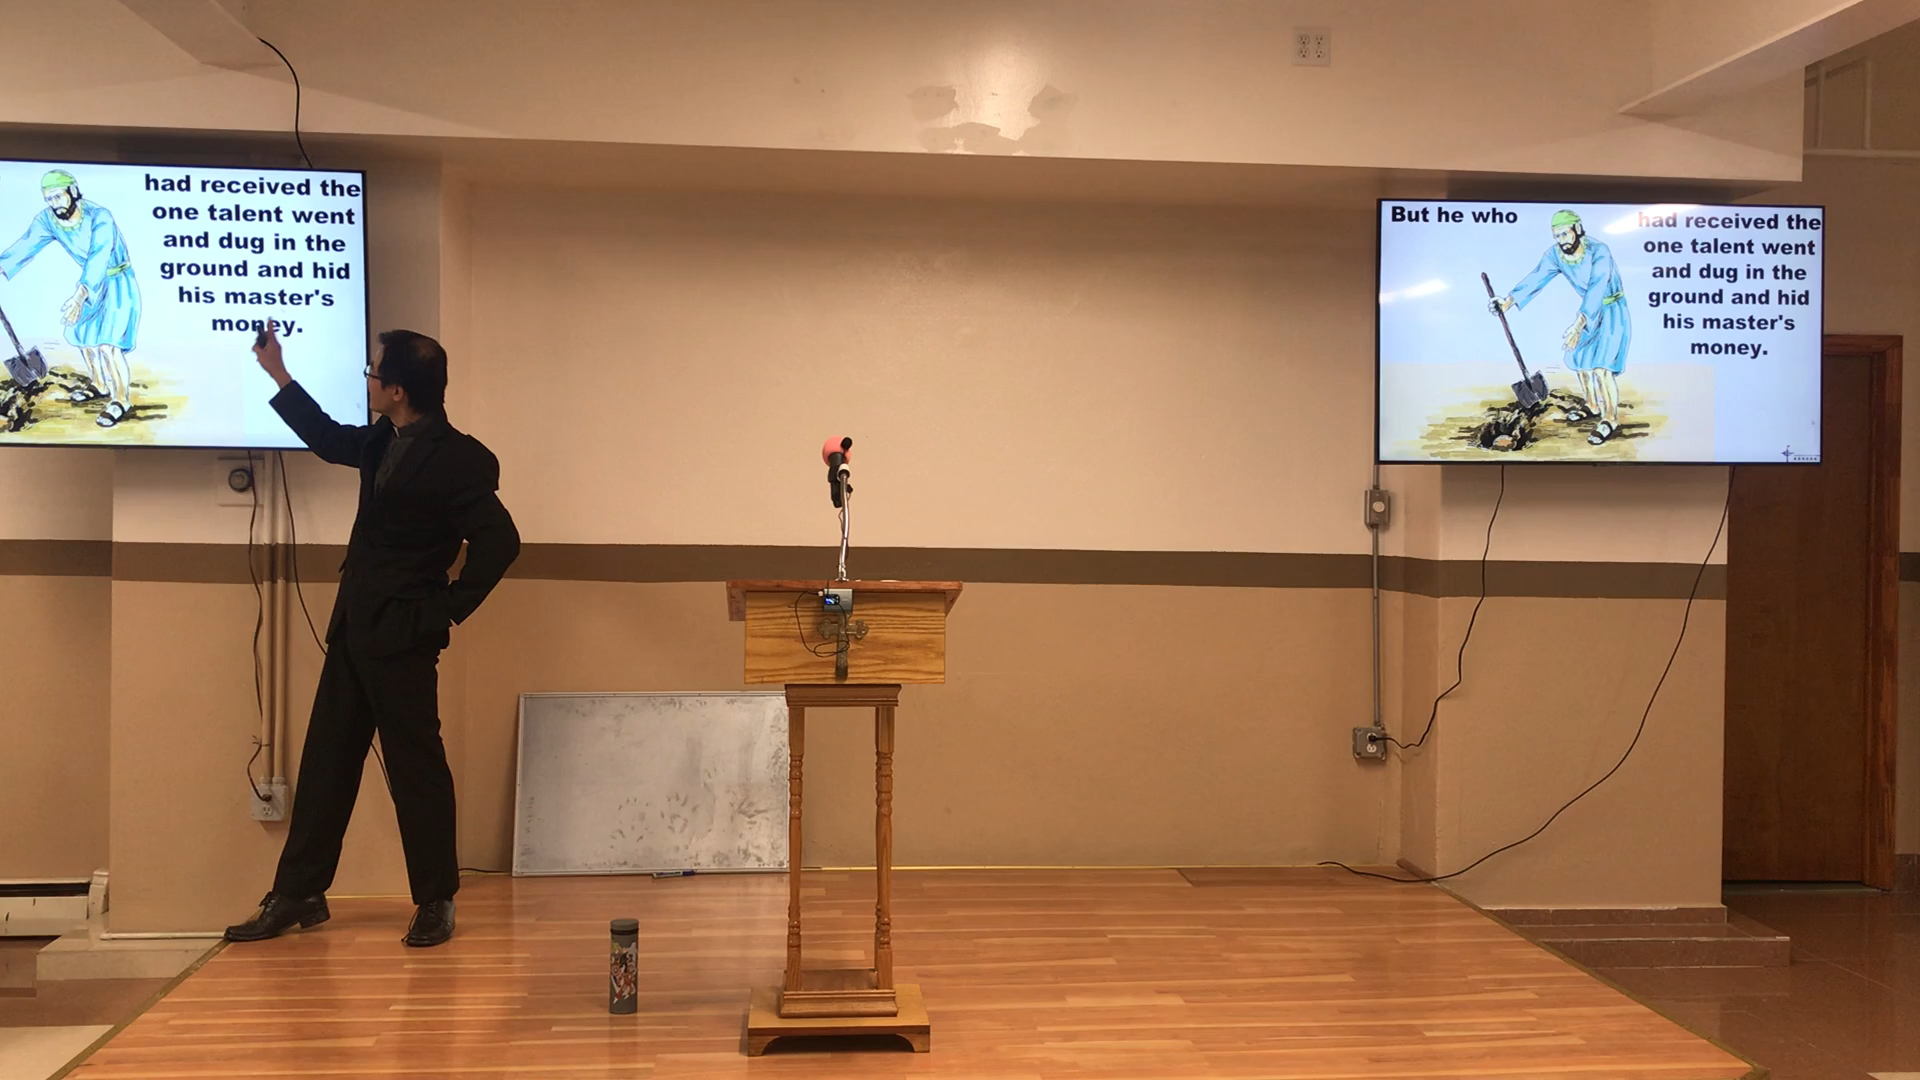 had received the
one talent went
and dug in the
ground and hid
his master's
money.
But he who
had received the
one talent went
and dug in the
ground and hid
his master's
money.